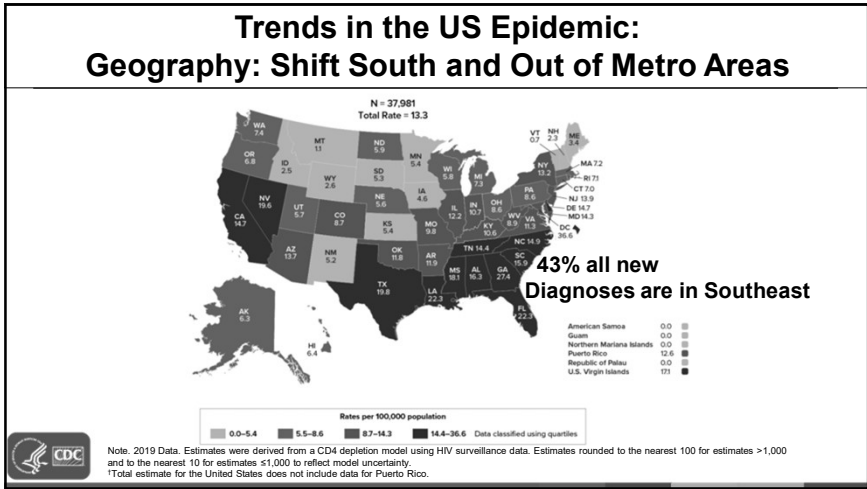 Trends in the US Epidemic:
Geography: Shift South and Out of Metro Areas
N = 37,981
Total Rate = 13.3
WA
7.4
OR
6.8
ID
2.5
MT
1.1
ND
5.9
MN
5.4
WI
5.8
MI
7.3
VT
0.7
NH
2.3
ME
3.4
NY
13.2
MA 7.2
RI 7.1
CT 7.0
NJ 13.9
DE 14.7
MD 14.3
DC
36.6
WY
2.6
SD
5.3
IA
4.6
NE
5.6
NV
19.6
UT
5.7
CO
8.7
KS
5.4
MO
9.8
IL
12.2
IN
10.7
OH
8.6
PA
8.6
WV
8.9
VA
11.3
KY
10.6
CA
14.7
AZ
13.7
NM
5.2
OK
11.8
AR
11.9
TN 14.4
NC 14.9
SC
15.9
MS
18.1
AL
16.3
GA
27.4
TX
19.8
LA
22.3
FL
22.3
AK
6.3
HI
6.4
43% all new
Diagnoses are in Southeast
American Samoa 0.0
Guam 0.0
Northern Mariana Islands 0.0
Puerto Rico 12.6
Republic of Palau 0.0
U.S. Virgin Islands 17.1
Rates per 100,000 population
0.0–5.4 5.5–8.6 8.7–14.3 14.4–36.6 Data classified using quartiles
CDC
Note. 2019 Data. Estimates were derived from a CD4 depletion model using HIV surveillance data. Estimates rounded to the nearest 100 for estimates >1,000
and to the nearest 10 for estimates ≤1,000 to reflect model uncertainty.
†Total estimate for the United States does not include data for Puerto Rico.